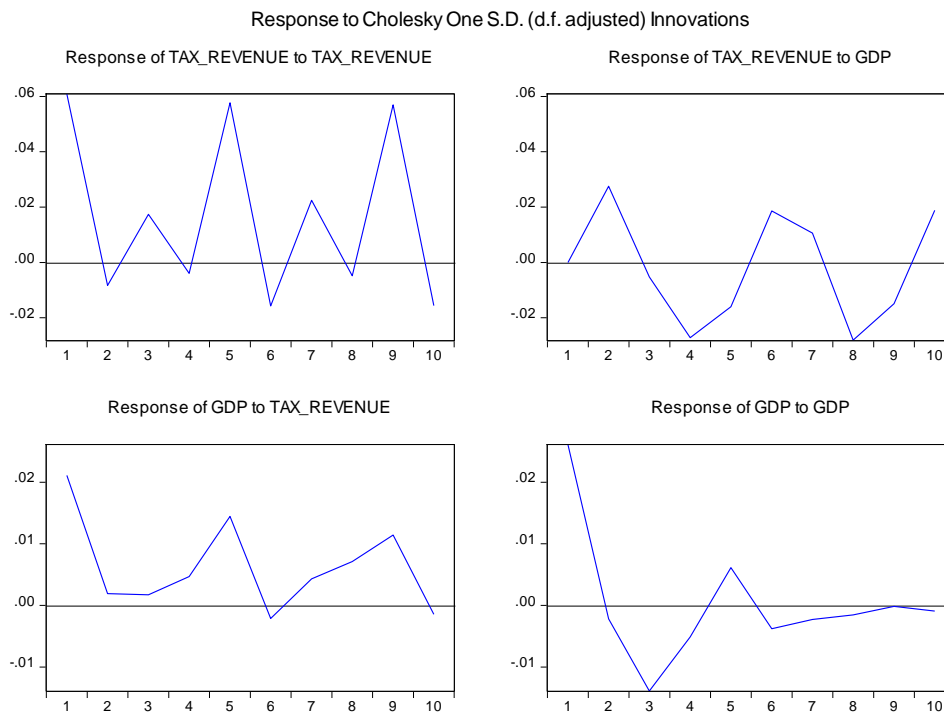 Response to Cholesky One S.D. (d.f. adjusted) Innovations
Response of TAX_REVENUE to TAX_REVENUE
.06
.04
.02
.00
-.02
1 2 3 4 5 6 7 8 9 10
Response of TAX_REVENUE to GDP
.06
.04
.02
.00
-.02
1 2 3 4 5 6 7 8 9 10
Response of GDP to TAX_REVENUE
.02
.01
.00
-.01
1 2 3 4 5 6 7 8 9 10
Response of GDP to GDP
.02
.01
.00
-.01
1 2 3 4 5 6 7 8 9 10